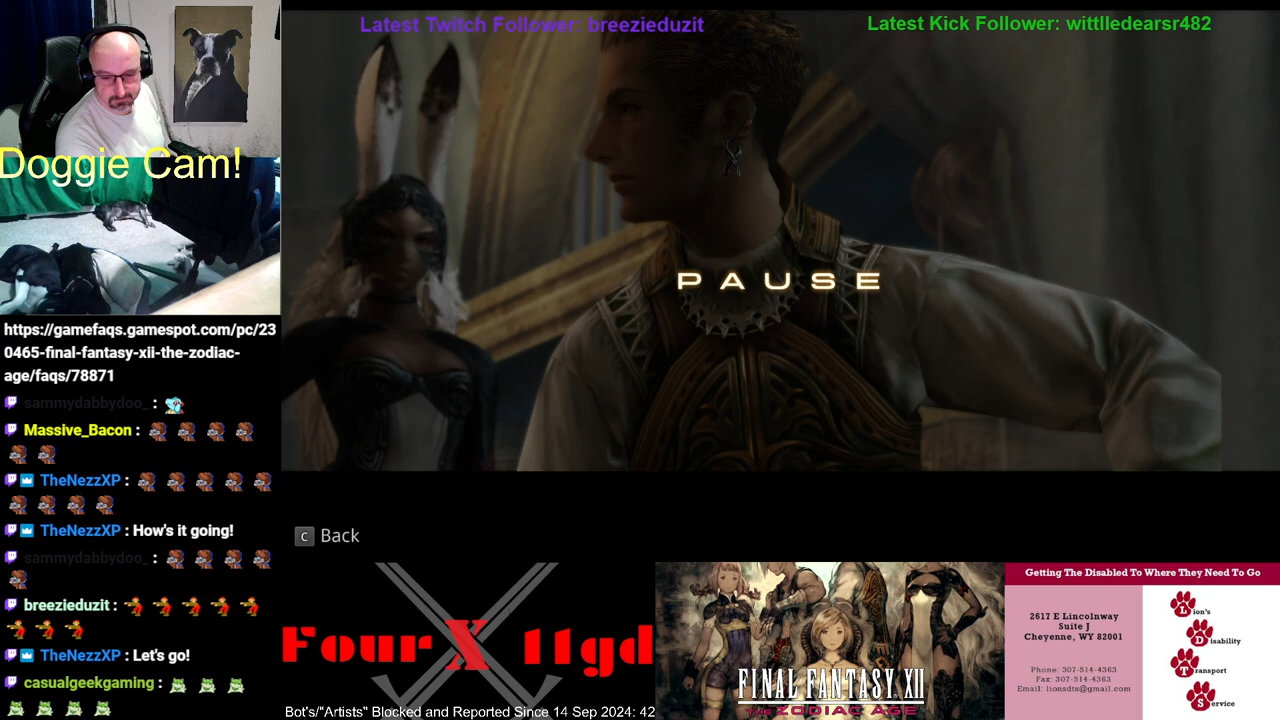 Latest Twitch Follower: breezieduzit
Latest Kick Follower: wittlledearsr482
Doggie Cam!
PAUSE
https://gamefaqs.gamespot.com/pc/23
0465-final-fantasy-xii-the-zodiac-
age/faqs/78871
sammydabbydoo_ :
Massive_Bacon :
TheNezzXP :
TheNezzXP : How's it going!
sammydabbydoo_ :
breezieduzit :
TheNezzXP : Let's go!
casualgeekgaming :
C Back
Four X 11gd
Bot's/"Artists" Blocked and Reported Since 14 Sep 2024: 42
FINAL FANTASY XII
THE ZODIAC AGE
Getting The Disabled To Where They Need To Go
2617 E Lincolnway
Suite J
Cheyenne, WY 82001
Phone: 307-514-4363
Fax: 307-514-4363
Email: lionsdts@gmail.com
Lion's
Disability
Transport
Service